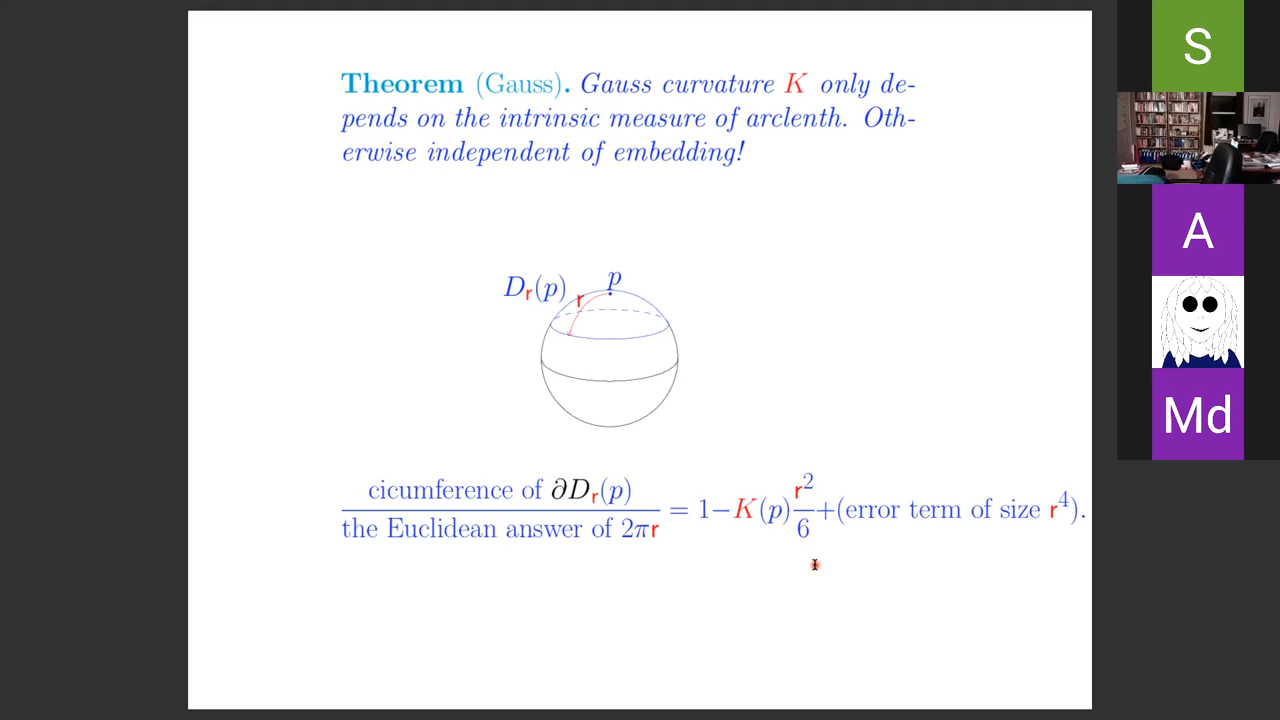 Theorem (Gauss). Gauss curvature K only de-
pends on the intrinsic measure of arclenth. Oth-
erwise independent of embedding!
p
D_r(p)
r
cicumference of ∂D_r(p)
the Euclidean answer of 2πr
= 1−K(p) r²/6 +(error term of size r⁴).
S
A
Md